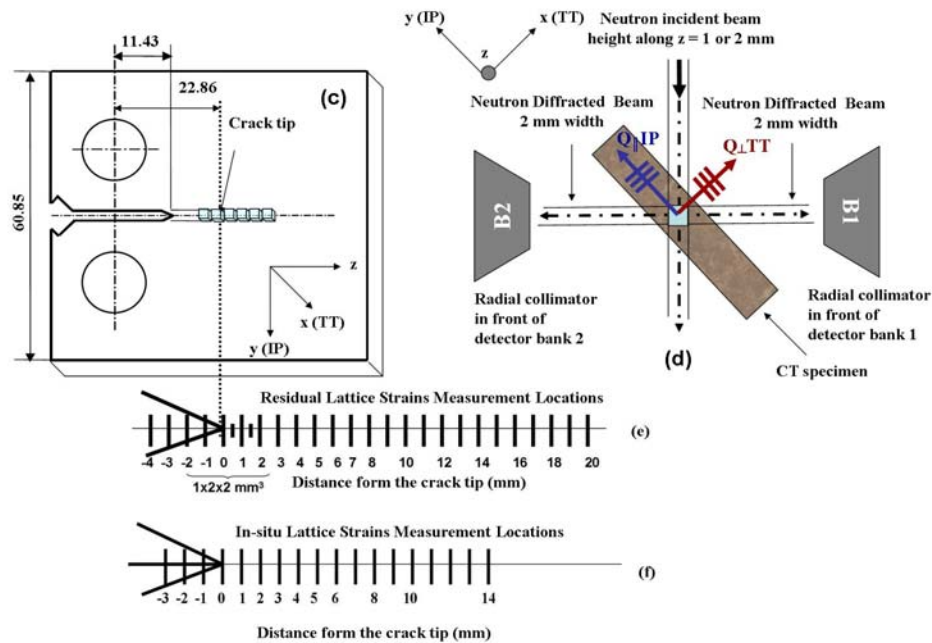 11.43
22.86
(c)
Crack tip
60.85
z
x (TT)
y (IP)
y (IP)
x (TT)
z
Neutron incident beam
height along z = 1 or 2 mm
Neutron Diffracted Beam
2 mm width
Neutron Diffracted Beam
2 mm width
Q∥IP
Q⊥TT
B2
B1
Radial collimator
in front of
detector bank 2
Radial collimator
in front of
detector bank 1
(d)
CT specimen
Residual Lattice Strains Measurement Locations
(e)
-4 -3 -2 -1 0 1 2 3 4 5 6 7 8 10 12 14 16 18 20
1x2x2 mm³
Distance form the crack tip (mm)
In-situ Lattice Strains Measurement Locations
(f)
-3 -2 -1 0 1 2 3 4 5 6 8 10 14
Distance form the crack tip (mm)